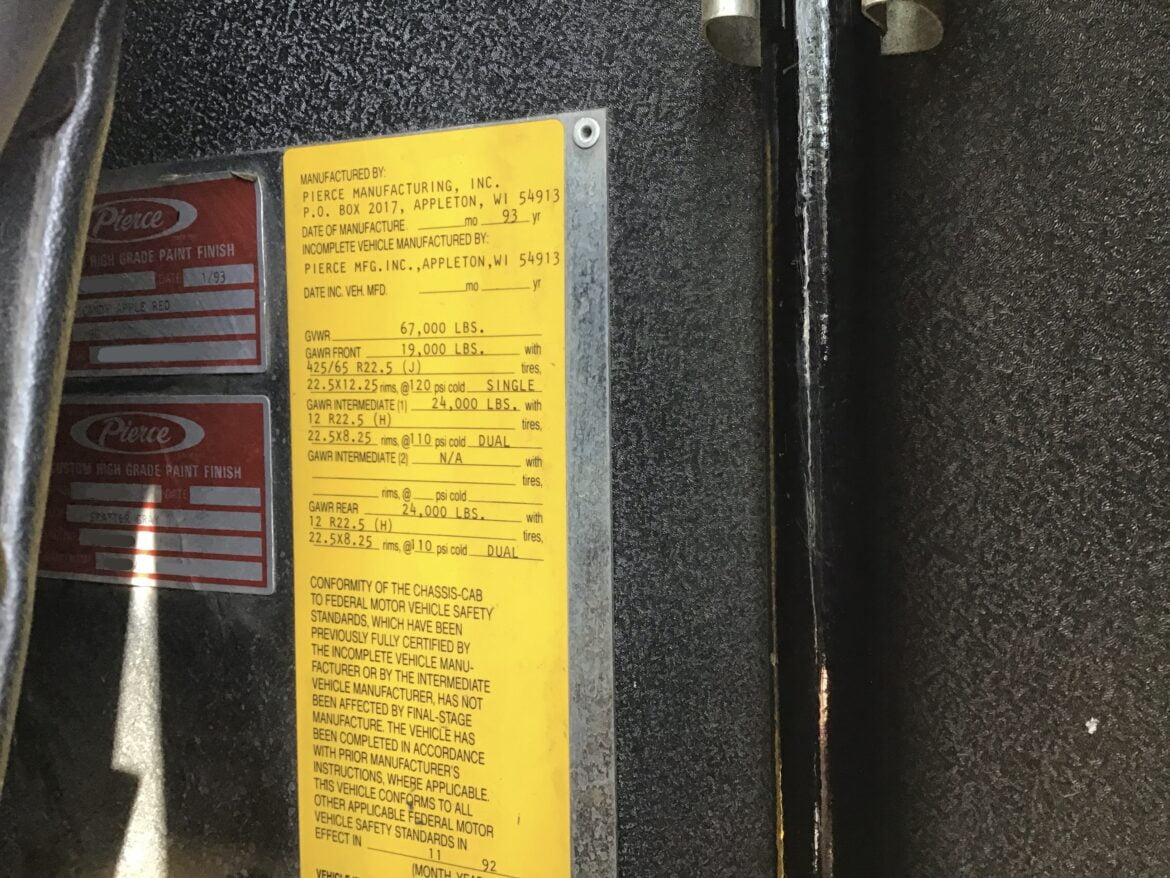 Pierce
HIGH GRADE PAINT FINISH
DATE 1/93
APPLE RED
Pierce
CUSTOM HIGH GRADE PAINT FINISH
DATE
GRAY
MANUFACTURED BY:
PIERCE MANUFACTURING, INC.
P.O. BOX 2017, APPLETON, WI 54913
DATE OF MANUFACTURE mo 93 yr
INCOMPLETE VEHICLE MANUFACTURED BY:
PIERCE MFG.INC.,APPLETON,WI 54913
DATE INC. VEH. MFD. mo yr
GVWR 67,000 LBS.
GAWR FRONT 19,000 LBS. with
425/65 R22.5 (J) tires,
22.5X12.25 rims, @120 psi cold SINGLE
GAWR INTERMEDIATE (1) 24,000 LBS. with
12 R22.5 (H) tires,
22.5X8.25 rims, @110 psi cold DUAL
GAWR INTERMEDIATE (2) N/A with
tires,
rims, @ psi cold
GAWR REAR 24,000 LBS. with
12 R22.5 (H) tires,
22.5X8.25 rims, @110 psi cold DUAL
CONFORMITY OF THE CHASSIS-CAB
TO FEDERAL MOTOR VEHICLE SAFETY
STANDARDS, WHICH HAVE BEEN
PREVIOUSLY FULLY CERTIFIED BY
THE INCOMPLETE VEHICLE MANU-
FACTURER OR BY THE INTERMEDIATE
VEHICLE MANUFACTURER, HAS NOT
BEEN AFFECTED BY FINAL-STAGE
MANUFACTURE. THE VEHICLE HAS
BEEN COMPLETED IN ACCORDANCE
WITH PRIOR MANUFACTURER'S
INSTRUCTIONS, WHERE APPLICABLE.
THIS VEHICLE CONFORMS TO ALL
OTHER APPLICABLE FEDERAL MOTOR
VEHICLE SAFETY STANDARDS IN
EFFECT IN 11 92
(MONTH, YEAR